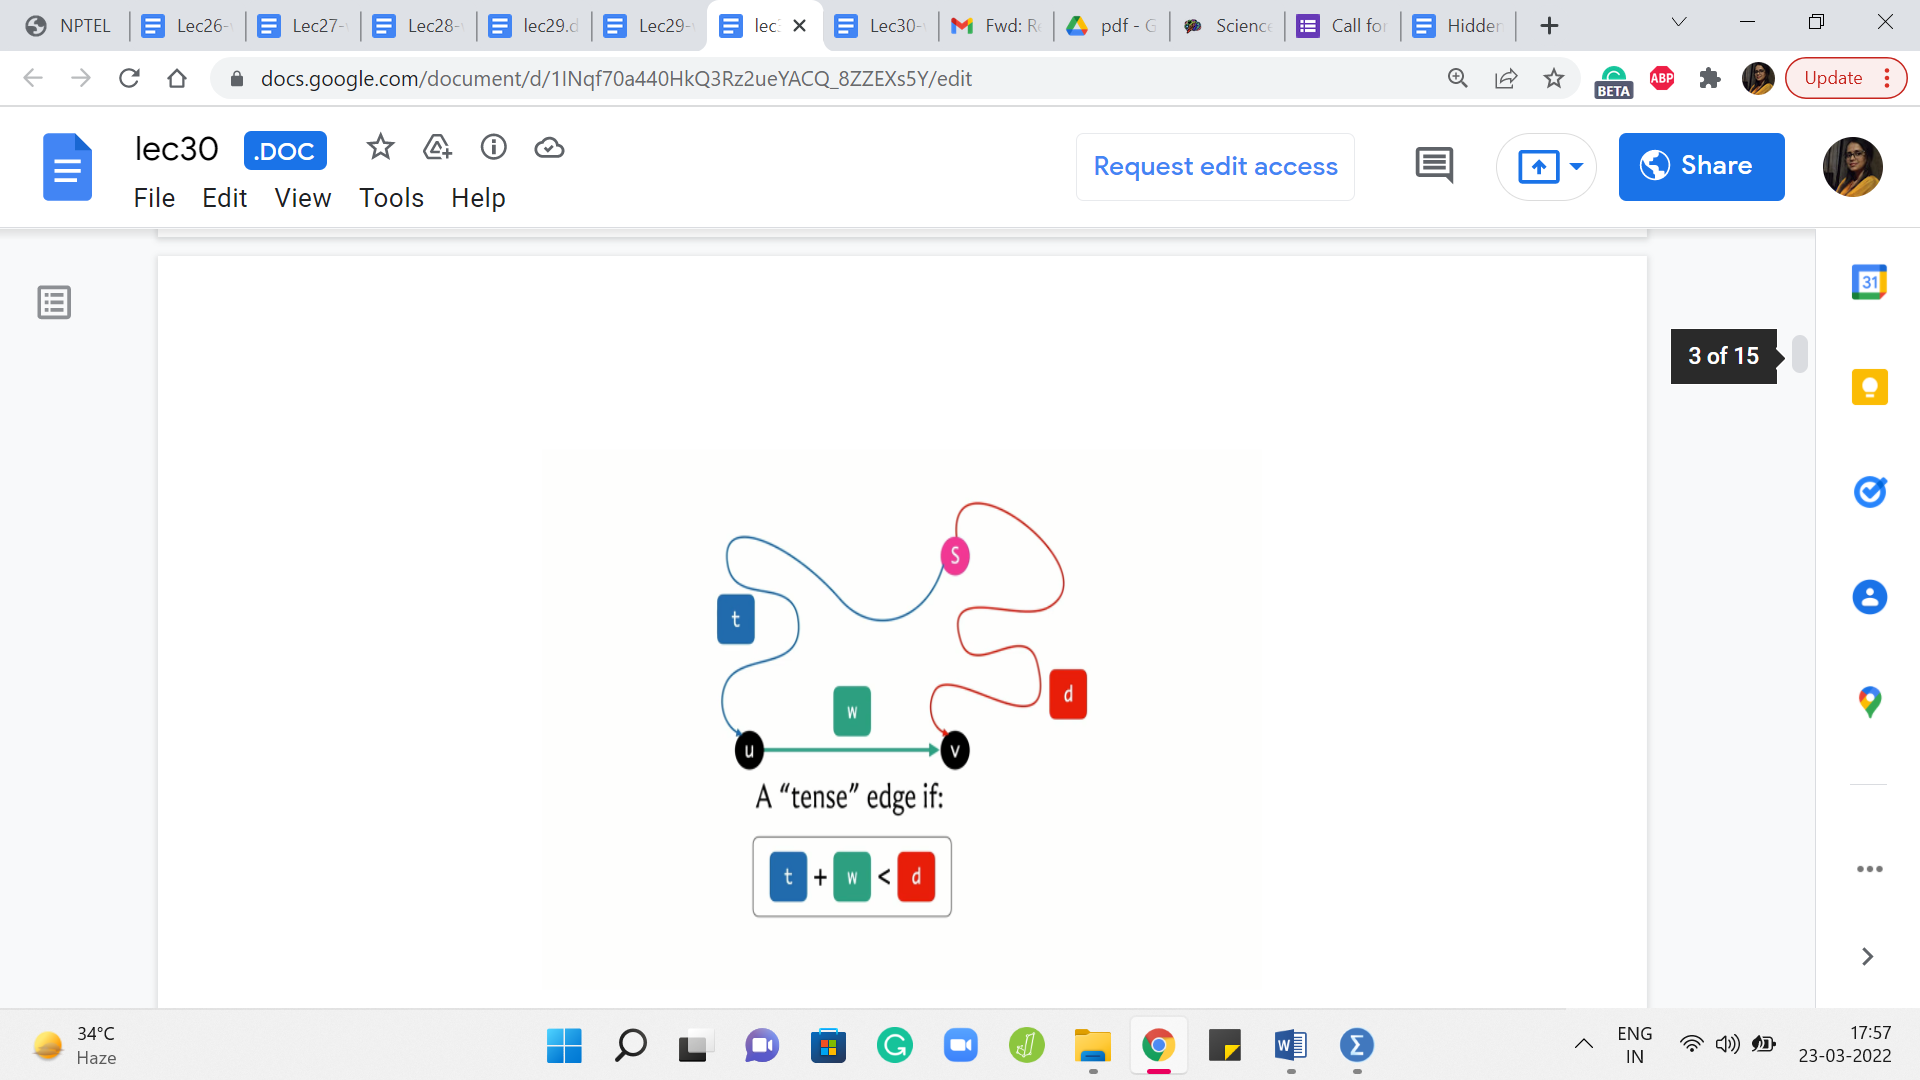 NPTEL
Lec26-
Lec27-
Lec28-
lec29.d
Lec29-
lec
Lec30-
Fwd: Re
pdf - G
Science
Call for
Hidden
docs.google.com/document/d/1INqf70a440HkQ3Rz2ueYACQ_8ZZEXs5Y/edit
BETA
ABP
Update
lec30 .DOC
Request edit access
Share
File Edit View Tools Help
31
3 of 15
S
t
d
w
u
v
A “tense” edge if:
t + w < d
34°C
Haze
ENG
IN
17:57
23-03-2022